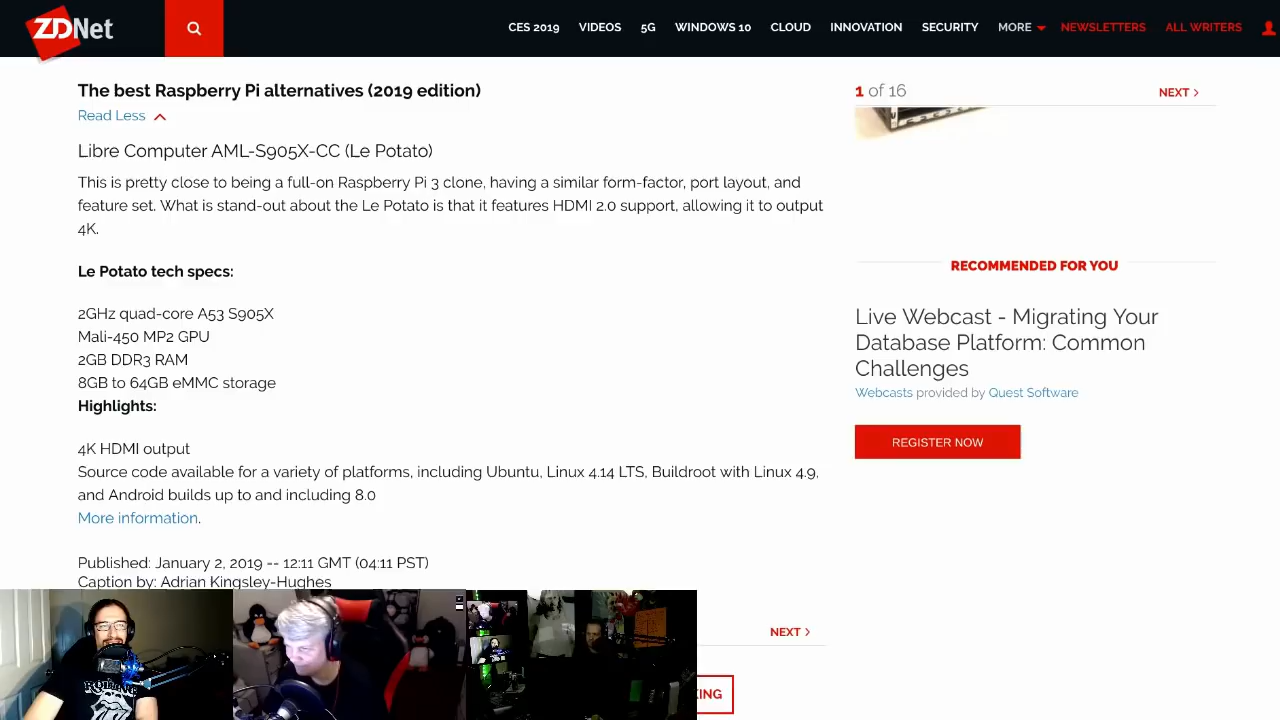 ZDNet
CES 2019 VIDEOS 5G WINDOWS 10 CLOUD INNOVATION SECURITY MORE NEWSLETTERS ALL WRITERS
The best Raspberry Pi alternatives (2019 edition)
Read Less
1 of 16
NEXT
Libre Computer AML-S905X-CC (Le Potato)
This is pretty close to being a full-on Raspberry Pi 3 clone, having a similar form-factor, port layout, and
feature set. What is stand-out about the Le Potato is that it features HDMI 2.0 support, allowing it to output
4K.
Le Potato tech specs:
2GHz quad-core A53 S905X
Mali-450 MP2 GPU
2GB DDR3 RAM
8GB to 64GB eMMC storage
Highlights:
4K HDMI output
Source code available for a variety of platforms, including Ubuntu, Linux 4.14 LTS, Buildroot with Linux 4.9,
and Android builds up to and including 8.0
More information.
Published: January 2, 2019 -- 12:11 GMT (04:11 PST)
Caption by: Adrian Kingsley-Hughes
NEXT
RECOMMENDED FOR YOU
Live Webcast - Migrating Your
Database Platform: Common
Challenges
Webcasts provided by Quest Software
REGISTER NOW